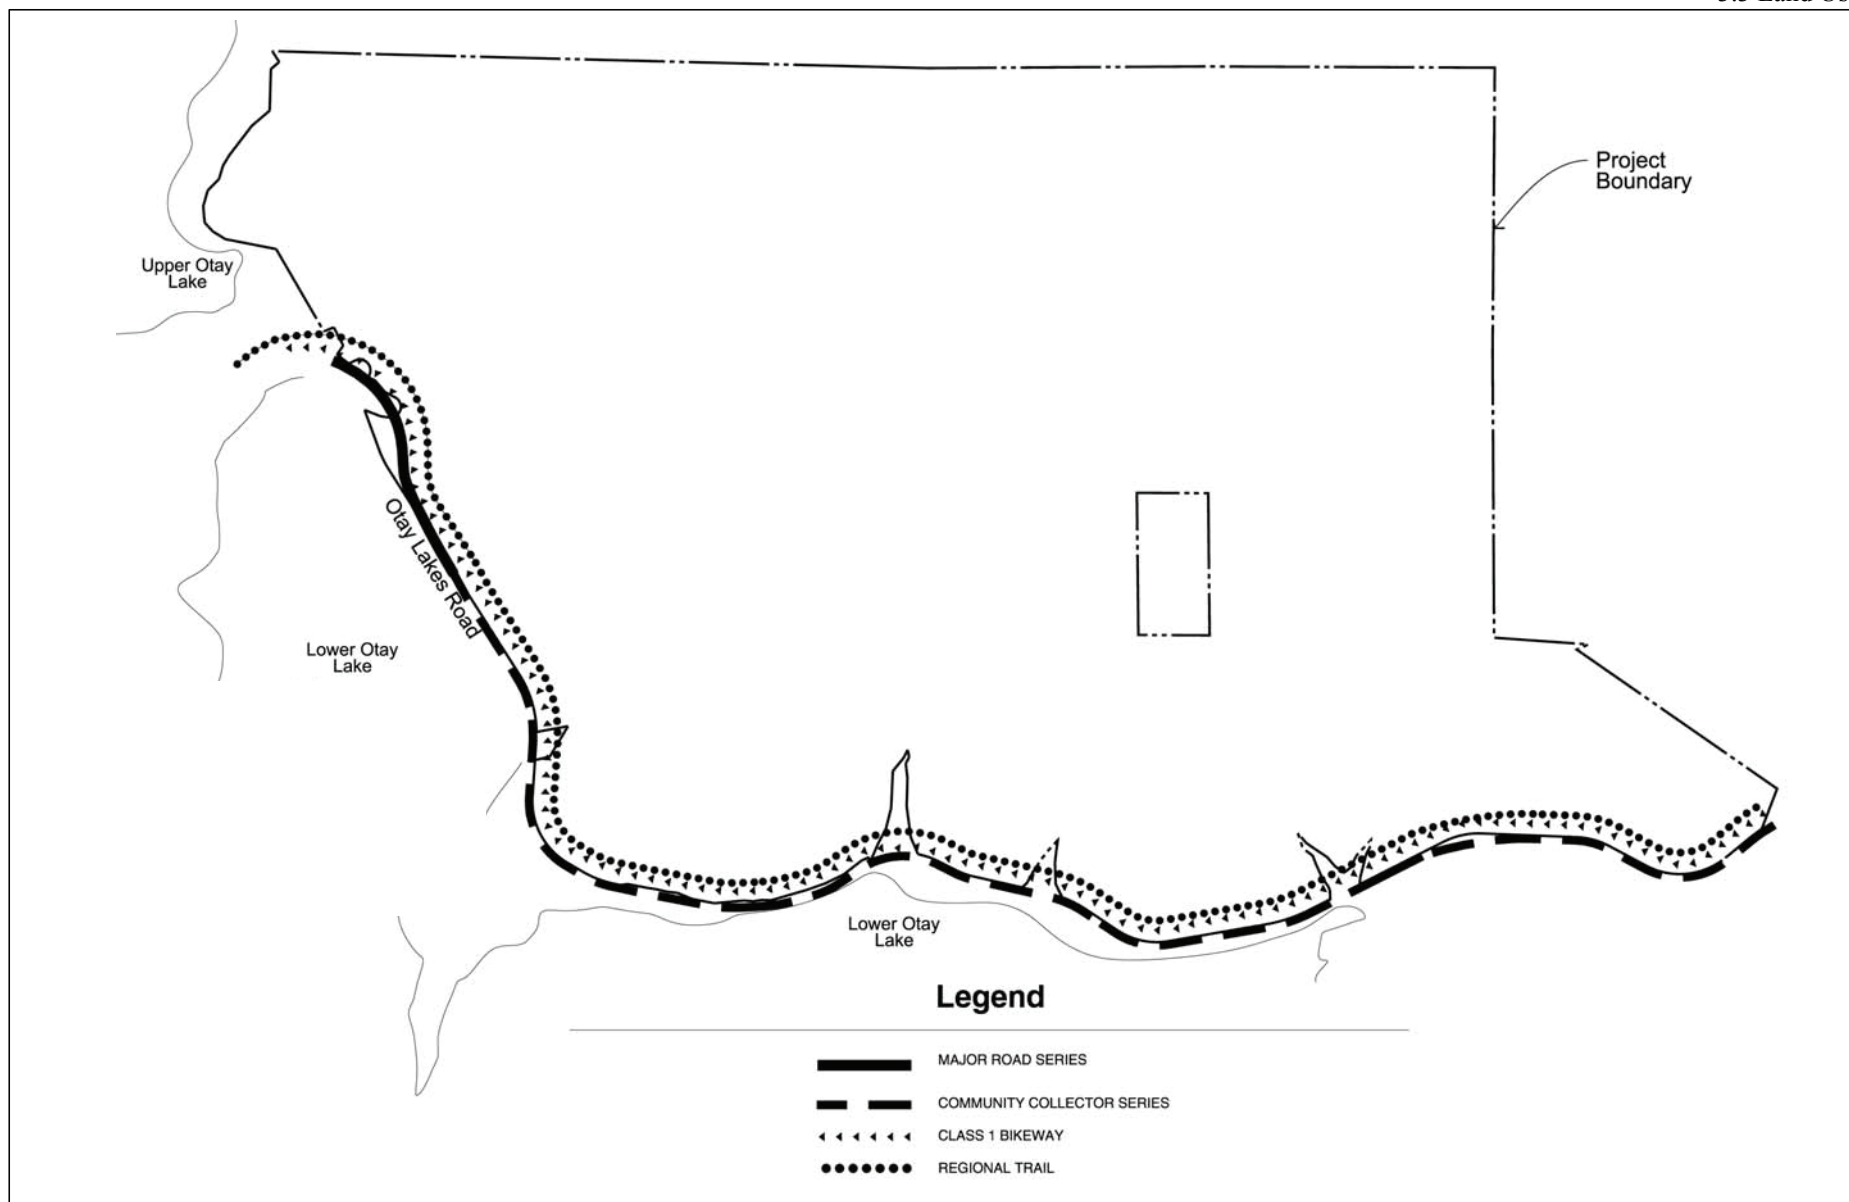 Project
Boundary
Upper Otay
Lake
Otay Lakes Road
Lower Otay
Lake
Lower Otay
Lake
Legend
MAJOR ROAD SERIES
COMMUNITY COLLECTOR SERIES
CLASS 1 BIKEWAY
REGIONAL TRAIL